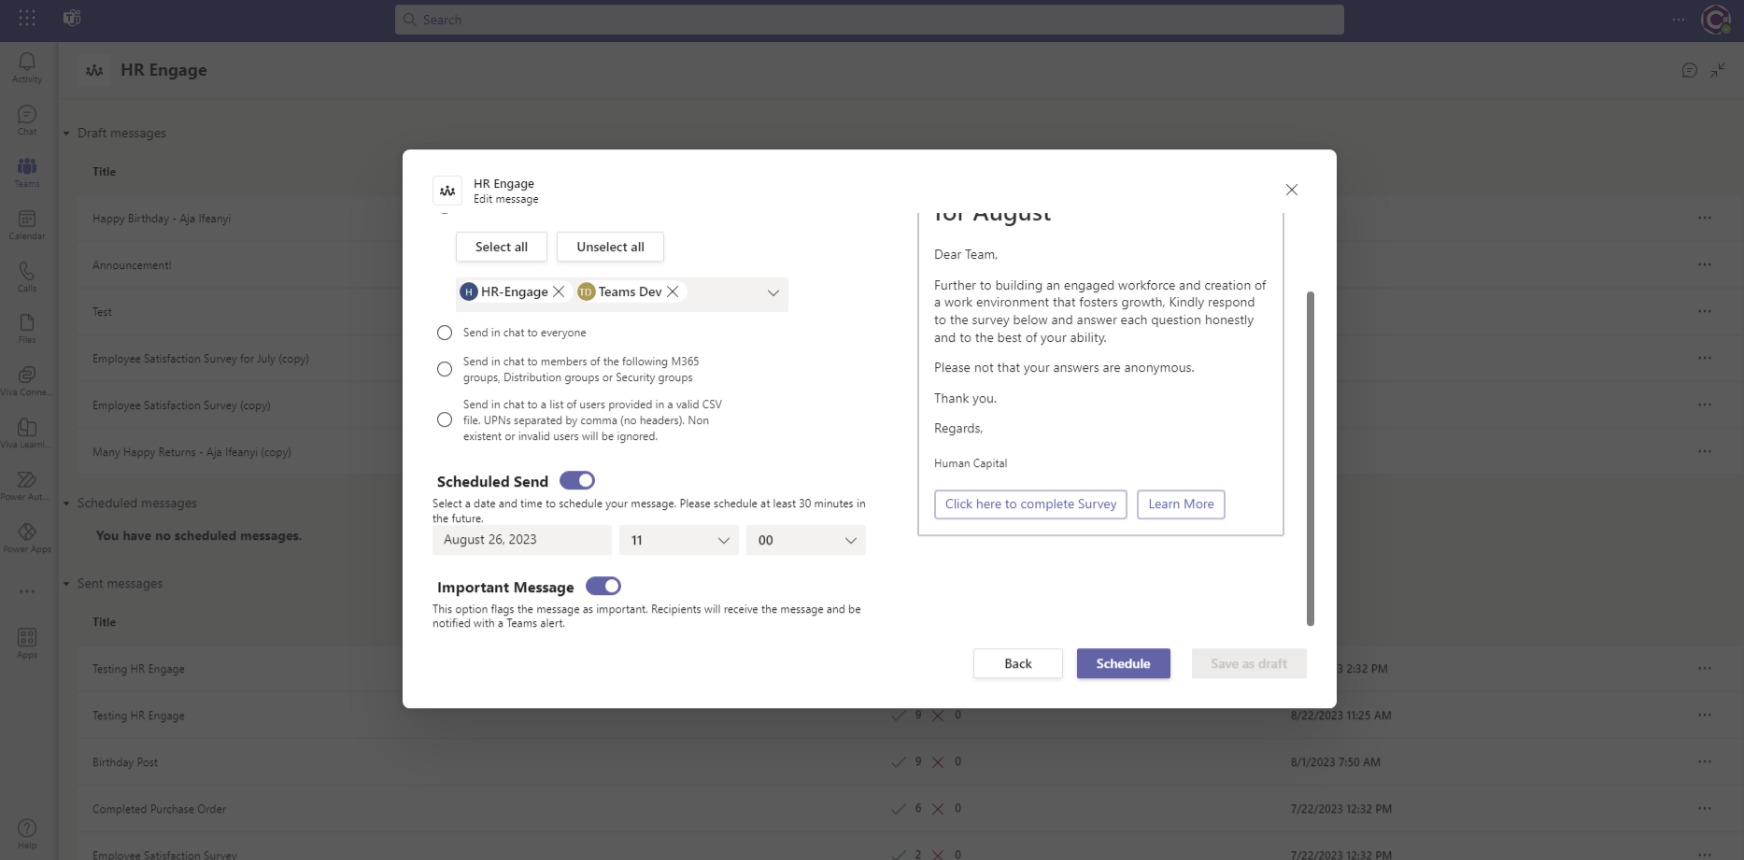 Search
HR Engage
Activity
Chat
Teams
Calendar
Calls
Files
Viva Conne...
Viva Learni...
Power Aut...
Power Apps
Apps
Help
Draft messages
Title
Happy Birthday - Aja Ifeanyi
Announcement!
Test
Employee Satisfaction Survey for July (copy)
Employee Satisfaction Survey (copy)
Many Happy Returns - Aja Ifeanyi (copy)
Scheduled messages
You have no scheduled messages.
Sent messages
Title
Testing HR Engage
3 2:32 PM
Testing HR Engage
9 0 8/22/2023 11:25 AM
Birthday Post
9 0 8/1/2023 7:50 AM
Completed Purchase Order
6 0 7/22/2023 12:32 PM
Employee Satisfaction Survey
2 0 7/22/2023 12:32 PM
HR Engage
Edit message
Select all Unselect all
H HR-Engage TD Teams Dev
Send in chat to everyone
Send in chat to members of the following M365
groups, Distribution groups or Security groups
Send in chat to a list of users provided in a valid CSV
file. UPNs separated by comma (no headers). Non
existent or invalid users will be ignored.
Scheduled Send
Select a date and time to schedule your message. Please schedule at least 30 minutes in
the future.
August 26, 2023 11 00
Important Message
This option flags the message as important. Recipients will receive the message and be
notified with a Teams alert.
for August
Dear Team,
Further to building an engaged workforce and creation of
a work environment that fosters growth, Kindly respond
to the survey below and answer each question honestly
and to the best of your ability.
Please not that your answers are anonymous.
Thank you.
Regards,
Human Capital
Click here to complete Survey Learn More
Back Schedule Save as draft